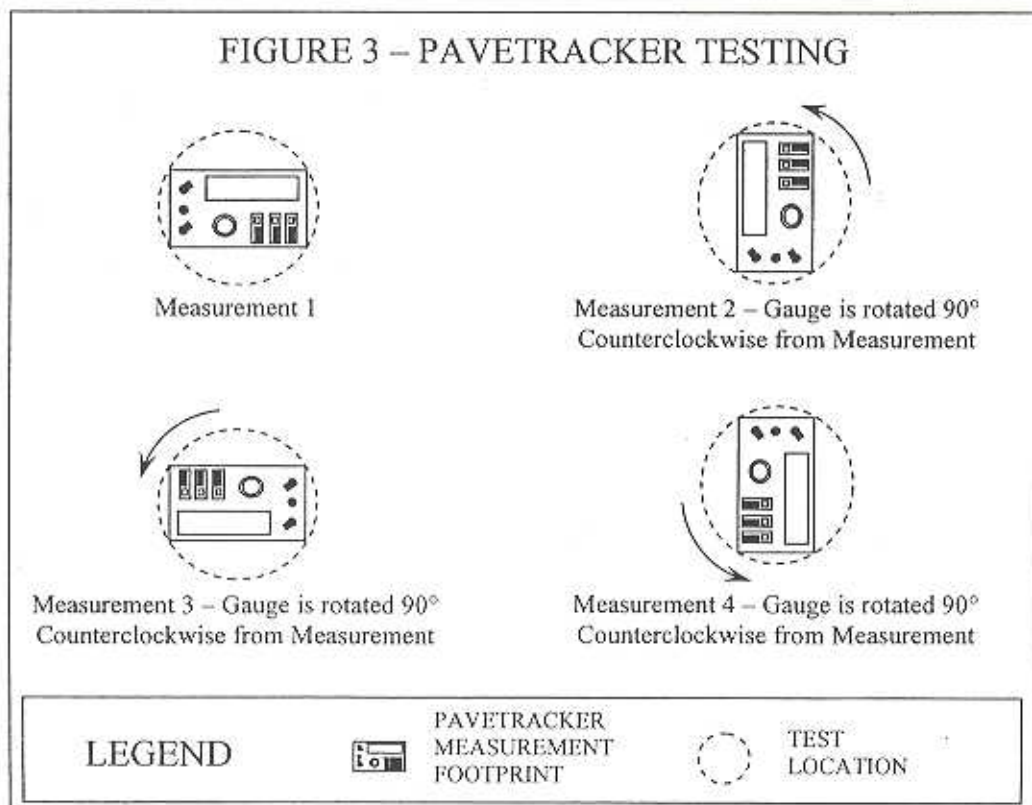 FIGURE 3 – PAVETRACKER TESTING
Measurement 1
Measurement 2 – Gauge is rotated 90°
Counterclockwise from Measurement
Measurement 3 – Gauge is rotated 90°
Counterclockwise from Measurement
Measurement 4 – Gauge is rotated 90°
Counterclockwise from Measurement
LEGEND
PAVETRACKER
MEASUREMENT
FOOTPRINT
TEST
LOCATION